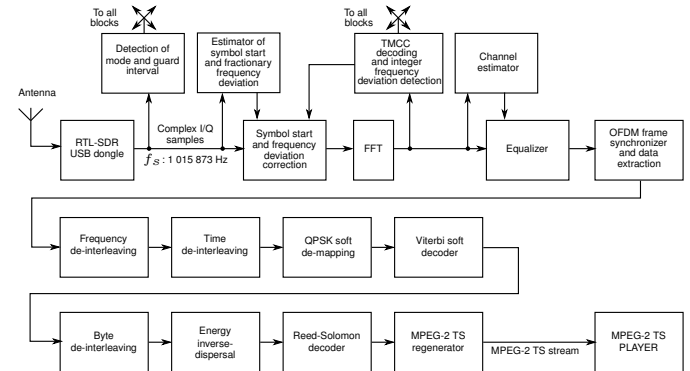 To all
blocks
To all
blocks
Detection of
mode and guard
interval
Estimator of
symbol start
and fractionary
frequency
deviation
TMCC
decoding
and integer
frequency
deviation detection
Channel
estimator
Antenna
RTL-SDR
USB dongle
Complex I/Q
samples
fs : 1 015 873 Hz
Symbol start
and frequency
deviation
correction
FFT
Equalizer
OFDM frame
synchronizer
and data
extraction
Frequency
de-interleaving
Time
de-interleaving
QPSK soft
de-mapping
Viterbi soft
decoder
Byte
de-interleaving
Energy
inverse-
dispersal
Reed-Solomon
decoder
MPEG-2 TS
regenerator
MPEG-2 TS stream
MPEG-2 TS
PLAYER